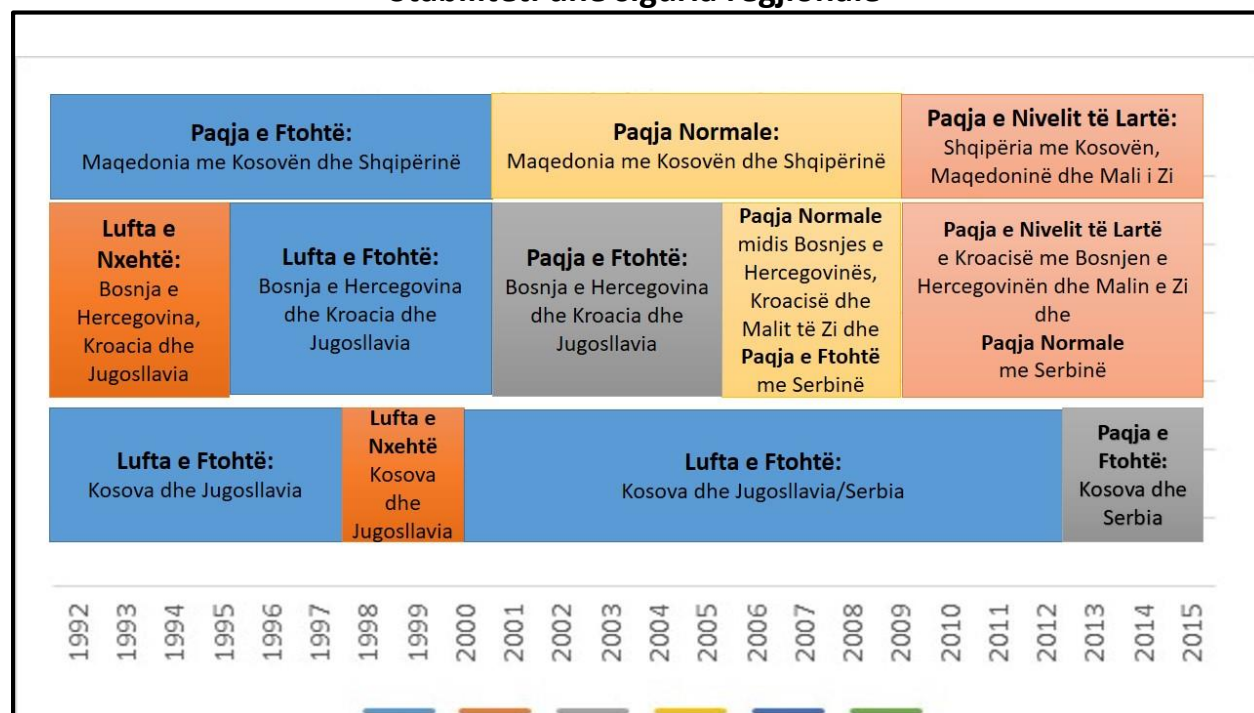 Stabiliteti dhe siguria regjionale
Paqja e Ftohtë:
Maqedonia me Kosovën dhe Shqipërinë
Paqja Normale:
Maqedonia me Kosovën dhe Shqipërinë
Paqja e Nivelit të Lartë:
Shqipëria me Kosovën,
Maqedoninë dhe Mali i Zi
Lufta e
Nxehtë:
Bosnja e
Hercegovina,
Kroacia dhe
Jugosllavia
Lufta e Ftohtë:
Bosnja e Hercegovina
dhe Kroacia dhe
Jugosllavia
Paqja e Ftohtë:
Bosnja e Hercegovina
dhe Kroacia dhe
Jugosllavia
Paqja Normale
midis Bosnjes e
Hercegovinës,
Kroacisë dhe
Malit të Zi dhe
Paqja e Ftohtë
me Serbinë
Paqja e Nivelit të Lartë
e Kroacisë me Bosnjen e
Hercegovinën dhe Malin e Zi
dhe
Paqja Normale
me Serbinë
Lufta e Ftohtë:
Kosova dhe Jugosllavia
Lufta e
Nxehtë
Kosova
dhe
Jugosllavia
Lufta e Ftohtë:
Kosova dhe Jugosllavia/Serbia
Paqja e
Ftohtë:
Kosova dhe
Serbia
1992
1993
1994
1995
1996
1997
1998
1999
2000
2001
2002
2003
2004
2005
2006
2007
2008
2009
2010
2011
2012
2013
2014
2015